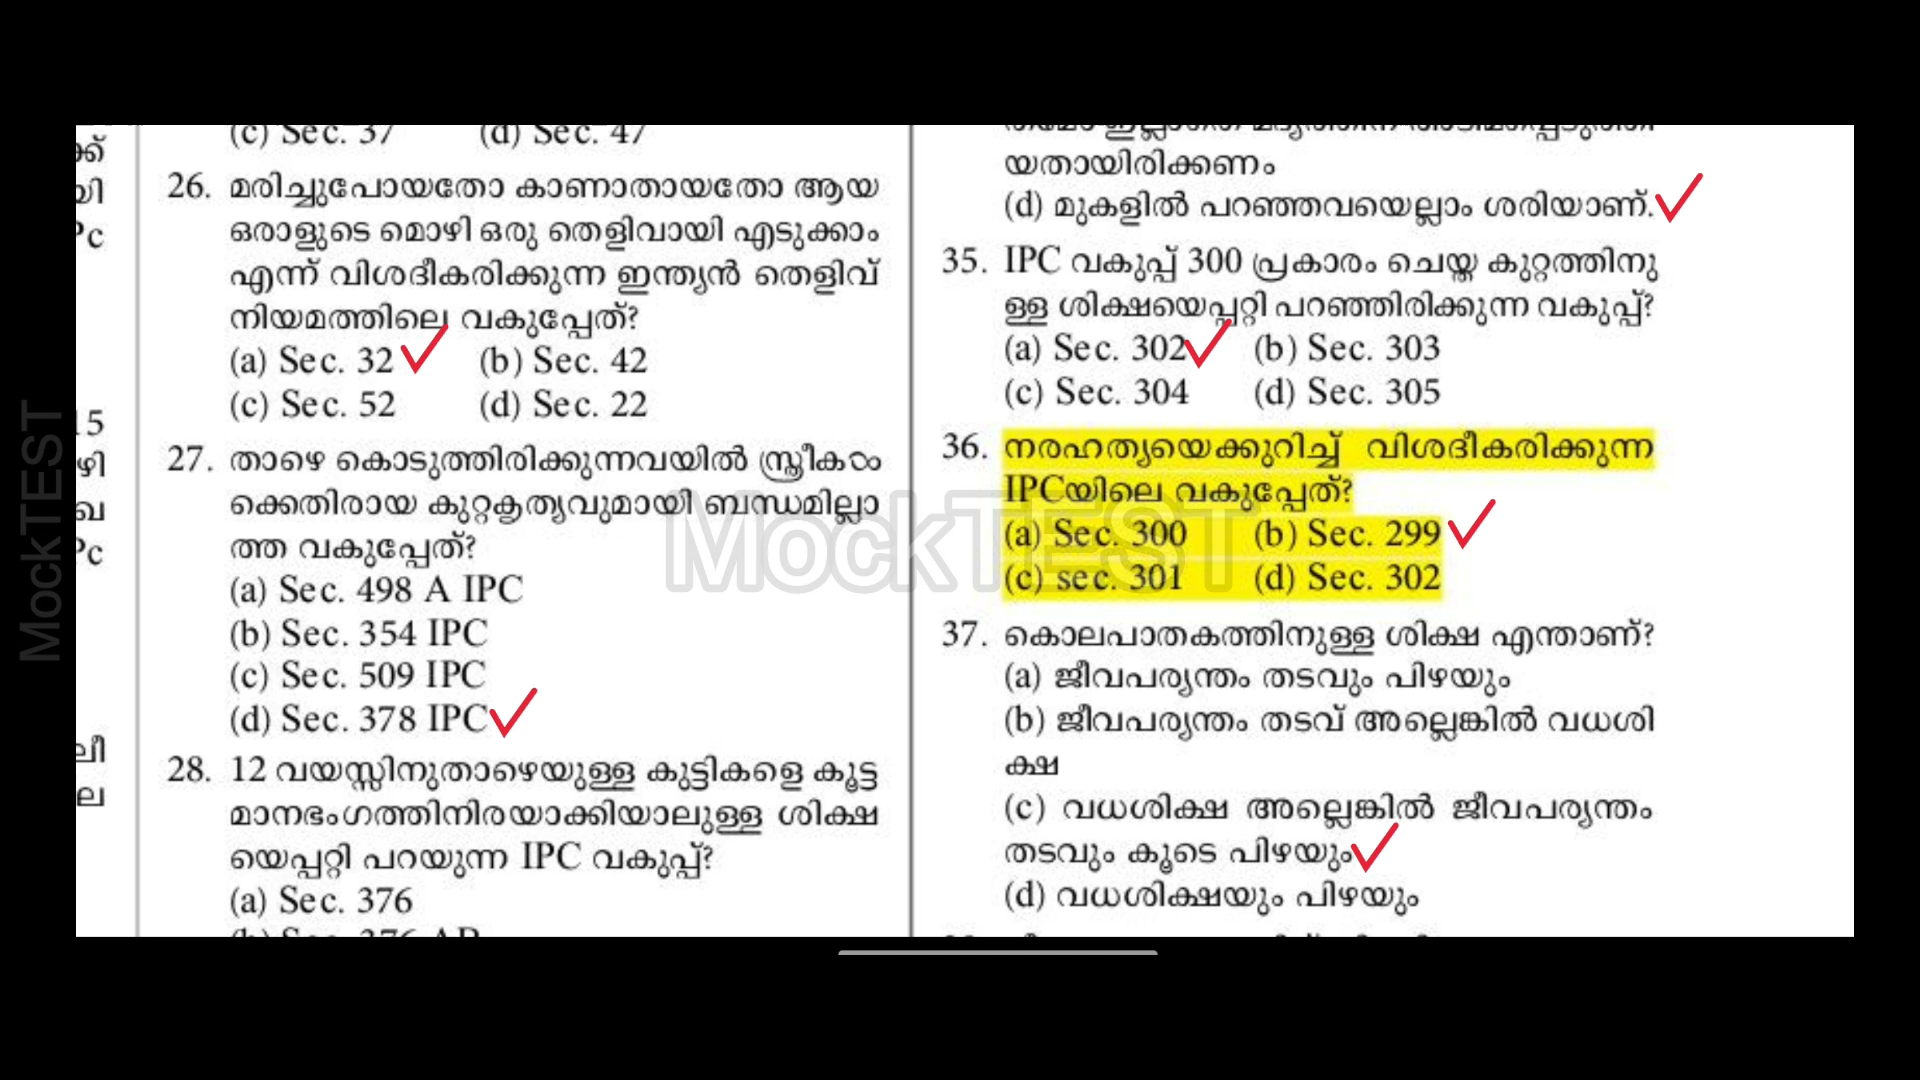 (c) Sec. 37 (d) Sec. 47
26. മരിച്ചുപോയതോ കാണാതായതോ ആയ
ഒരാളുടെ മൊഴി ഒരു തെളിവായി എടുക്കാം
എന്ന് വിശദീകരിക്കുന്ന ഇന്ത്യൻ തെളിവ്
നിയമത്തിലെ വകുപ്പേത്?
(a) Sec. 32 (b) Sec. 42
(c) Sec. 52 (d) Sec. 22
27. താഴെ കൊടുത്തിരിക്കുന്നവയിൽ സ്ത്രീകൾ
ക്കെതിരായ കുറ്റകൃത്യവുമായി ബന്ധമില്ലാ
ത്ത വകുപ്പേത്?
(a) Sec. 498 A IPC
(b) Sec. 354 IPC
(c) Sec. 509 IPC
(d) Sec. 378 IPC
28. 12 വയസ്സിനുതാഴെയുള്ള കുട്ടികളെ കൂട്ട
മാനഭംഗത്തിനിരയാക്കിയാലുള്ള ശിക്ഷ
യെപ്പറ്റി പറയുന്ന IPC വകുപ്പ്?
(a) Sec. 376
യതായിരിക്കണം
(d) മുകളിൽ പറഞ്ഞവയെല്ലാം ശരിയാണ്.
35. IPC വകുപ്പ് 300 പ്രകാരം ചെയ്ത കുറ്റത്തിനു
ള്ള ശിക്ഷയെപ്പറ്റി പറഞ്ഞിരിക്കുന്ന വകുപ്പ്?
(a) Sec. 302 (b) Sec. 303
(c) Sec. 304 (d) Sec. 305
36. നരഹത്യയെക്കുറിച്ച് വിശദീകരിക്കുന്ന
IPCയിലെ വകുപ്പേത്?
(a) Sec. 300 (b) Sec. 299
(c) sec. 301 (d) Sec. 302
37. കൊലപാതകത്തിനുള്ള ശിക്ഷ എന്താണ്?
(a) ജീവപര്യന്തം തടവും പിഴയും
(b) ജീവപര്യന്തം തടവ് അല്ലെങ്കിൽ വധശി
ക്ഷ
(c) വധശിക്ഷ അല്ലെങ്കിൽ ജീവപര്യന്തം
തടവും കൂടെ പിഴയും
(d) വധശിക്ഷയും പിഴയും
MockTEST
MockTEST